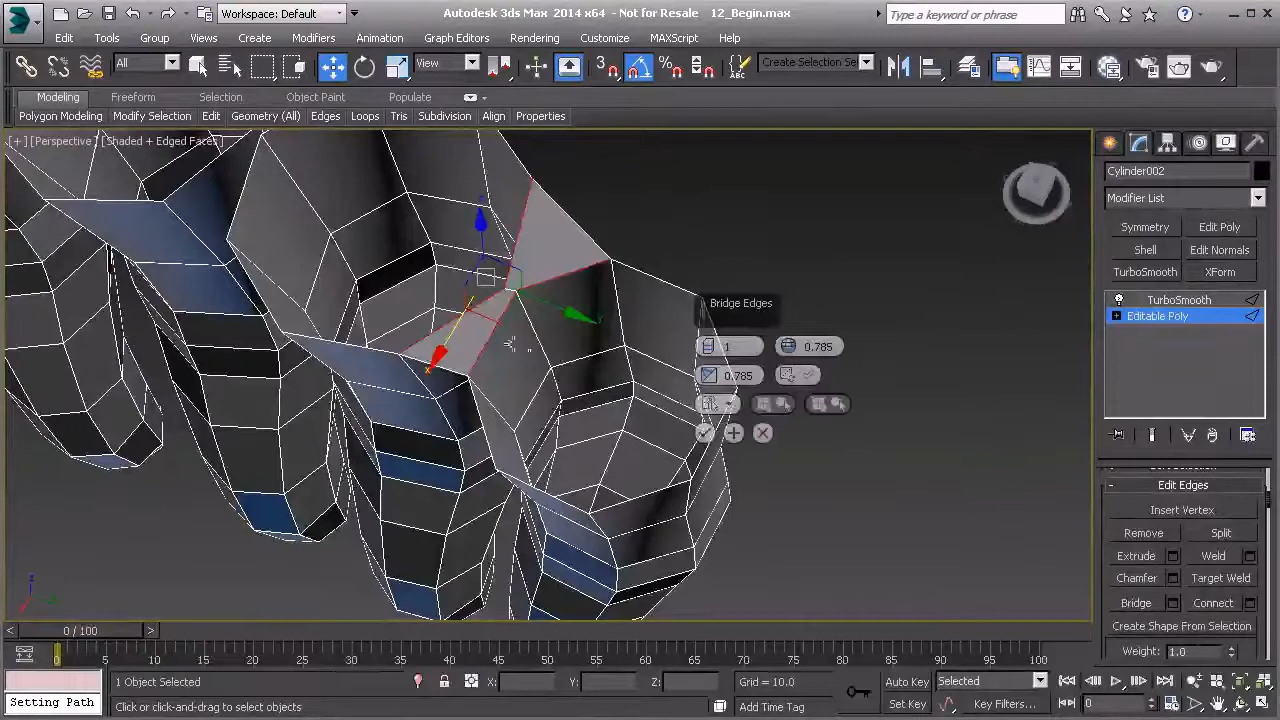 Workspace: Default
Autodesk 3ds Max 2014 x64 - Not for Resale 12_Begin.max
Type a keyword or phrase
Edit Tools Group Views Create Modifiers Animation Graph Editors Rendering Customize MAXScript Help
All View 3 Create Selection Se
Modeling Freeform Selection Object Paint Populate
Polygon Modeling Modify Selection Edit Geometry (All) Edges Loops Tris Subdivision Align Properties
[+] [Perspective] [Shaded + Edged Faces]
Cylinder002
Modifier List
Symmetry Edit Poly
Shell Edit Normals
TurboSmooth XForm
TurboSmooth
Editable Poly
Bridge Edges
1 0.785
0.785
Edit Edges
Insert Vertex
Remove Split
Extrude Weld
Chamfer Target Weld
Bridge Connect
Create Shape From Selection
Weight: 1.0
0 / 100
0 5 10 15 20 25 30 35 40 45 50 55 60 65 70 75 80 85 90 95 100
1 Object Selected X: Y: Z: Grid = 10.0 Auto Key Selected
Setting Path Click or click-and-drag to select objects Add Time Tag Set Key Key Filters... 0